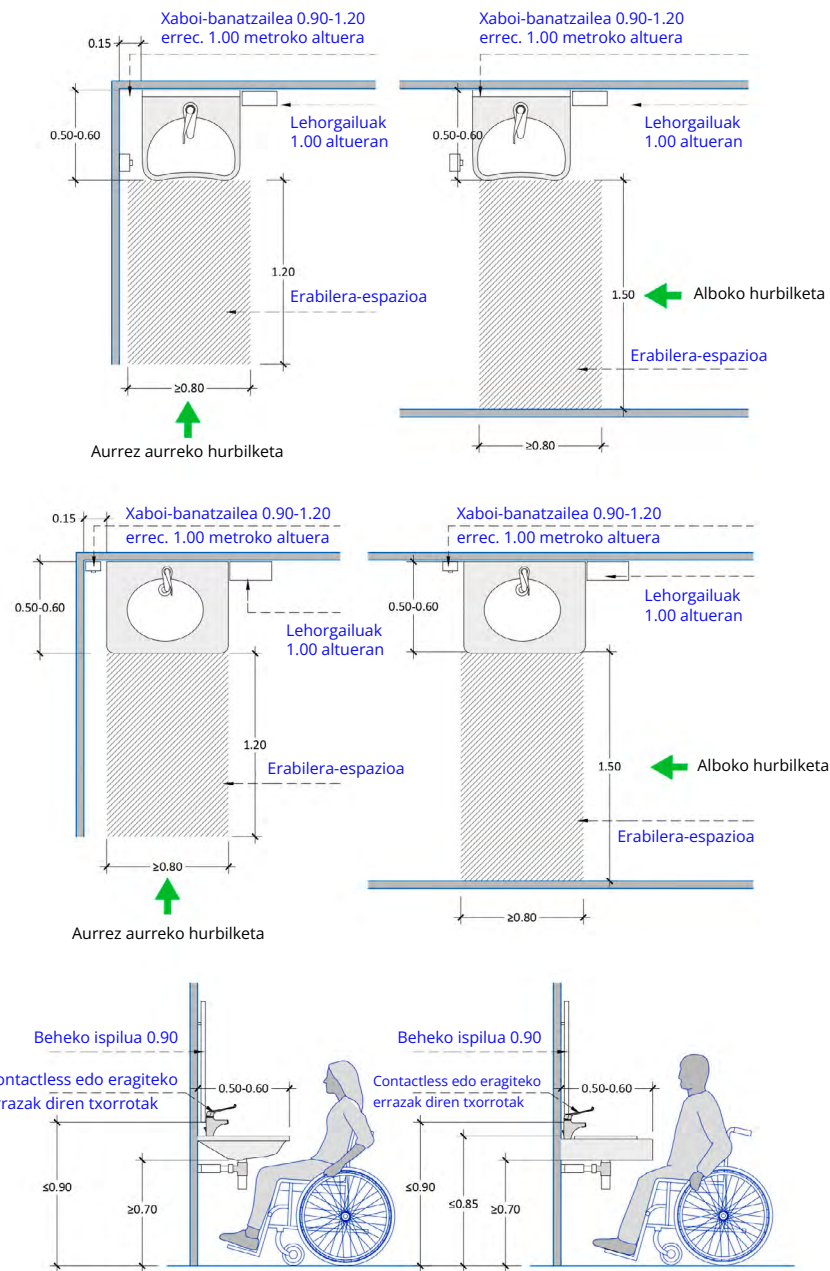 Xaboi-banatzailea 0.90-1.20
errec. 1.00 metroko altuera
0.15
0.50-0.60
Lehorgailuak
1.00 altueran
1.20
Erabilera-espazioa
≥0.80
Aurrez aurreko hurbilketa
Xaboi-banatzailea 0.90-1.20
errec. 1.00 metroko altuera
0.50-0.60
Lehorgailuak
1.00 altueran
1.50
Alboko hurbilketa
Erabilera-espazioa
≥0.80
Xaboi-banatzailea 0.90-1.20
errec. 1.00 metroko altuera
0.15
0.50-0.60
Lehorgailuak
1.00 altueran
1.20
Erabilera-espazioa
≥0.80
Aurrez aurreko hurbilketa
Xaboi-banatzailea 0.90-1.20
errec. 1.00 metroko altuera
0.50-0.60
Lehorgailuak
1.00 altueran
1.50
Alboko hurbilketa
Erabilera-espazioa
≥0.80
Beheko ispilua 0.90
ontactless edo eragiteko
rrazak diren txorrotak
0.50-0.60
≤0.90
≥0.70
Beheko ispilua 0.90
Contactless edo eragiteko
errazak diren txorrotak
0.50-0.60
≤0.90
≤0.85
≥0.70